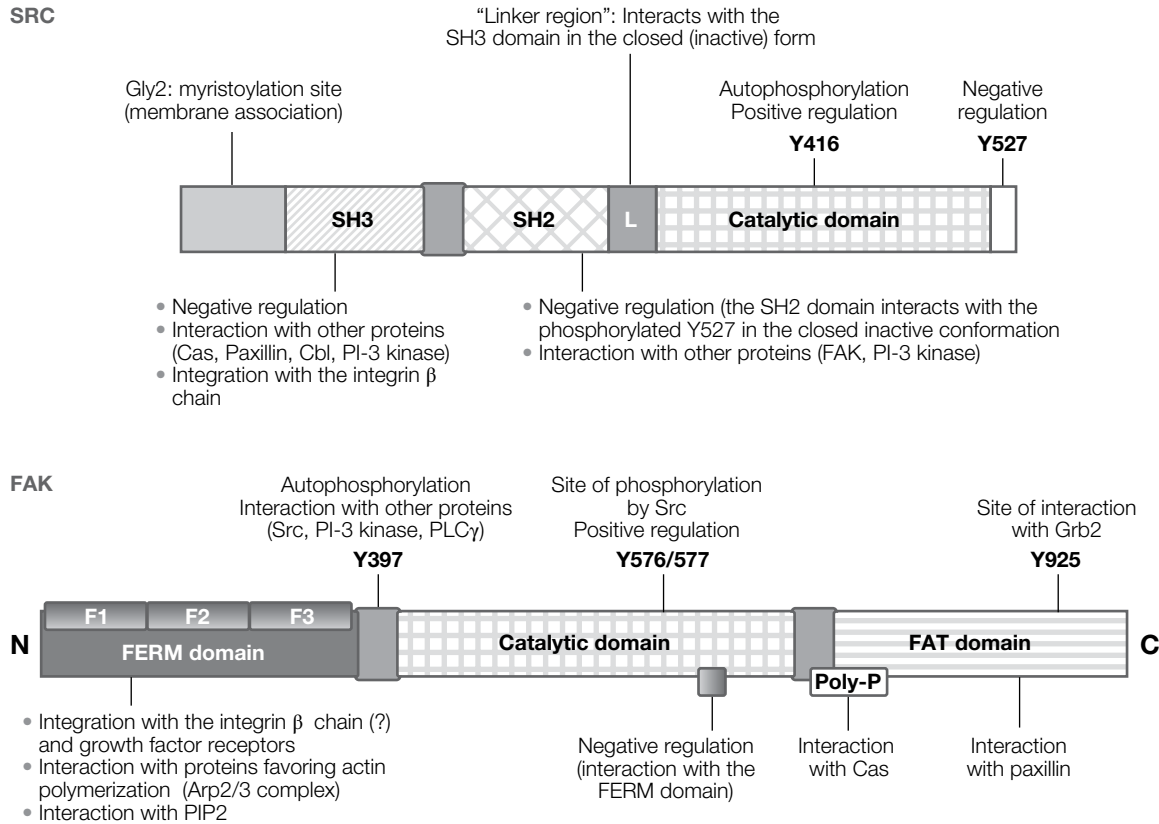 SRC
“Linker region”: Interacts with the
SH3 domain in the closed (inactive) form
Gly2: myristoylation site
(membrane association)
Autophosphorylation
Positive regulation
Y416
Negative
regulation
Y527
SH3
SH2
L
Catalytic domain
• Negative regulation
• Interaction with other proteins
(Cas, Paxillin, Cbl, PI-3 kinase)
• Integration with the integrin β
chain
• Negative regulation (the SH2 domain interacts with the
phosphorylated Y527 in the closed inactive conformation
• Interaction with other proteins (FAK, PI-3 kinase)
FAK
Autophosphorylation
Interaction with other proteins
(Src, PI-3 kinase, PLCγ)
Y397
Site of phosphorylation
by Src
Positive regulation
Y576/577
Site of interaction
with Grb2
Y925
F1
F2
F3
N
FERM domain
Catalytic domain
FAT domain
C
Poly-P
• Integration with the integrin β chain (?)
and growth factor receptors
• Interaction with proteins favoring actin
polymerization (Arp2/3 complex)
• Interaction with PIP2
Negative regulation
(interaction with the
FERM domain)
Interaction
with Cas
Interaction
with paxillin